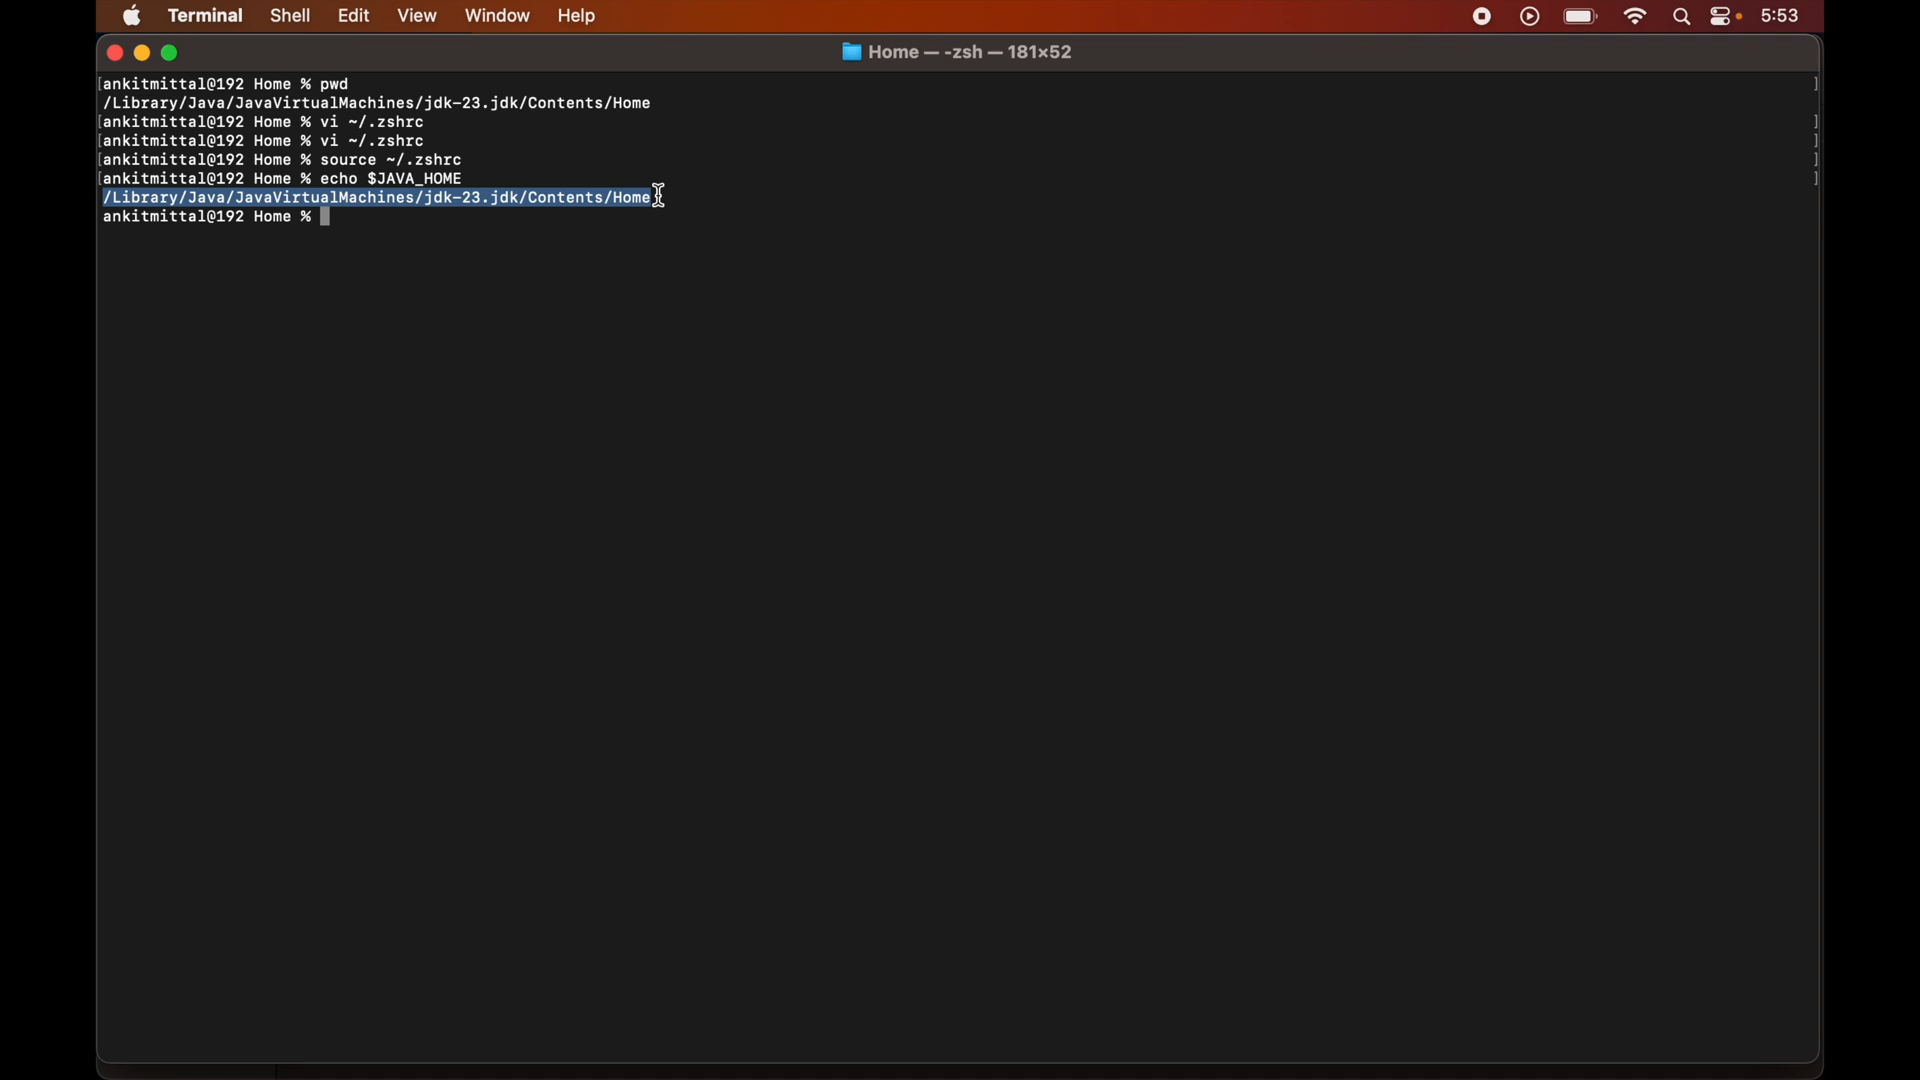 Terminal Shell Edit View Window Help 5:53
Home — -zsh — 181×52
[ankitmittal@192 Home % pwd ]
/Library/Java/JavaVirtualMachines/jdk-23.jdk/Contents/Home
[ankitmittal@192 Home % vi ~/.zshrc ]
[ankitmittal@192 Home % vi ~/.zshrc ]
[ankitmittal@192 Home % source ~/.zshrc ]
[ankitmittal@192 Home % echo $JAVA_HOME ]
/Library/Java/JavaVirtualMachines/jdk-23.jdk/Contents/Home
ankitmittal@192 Home %